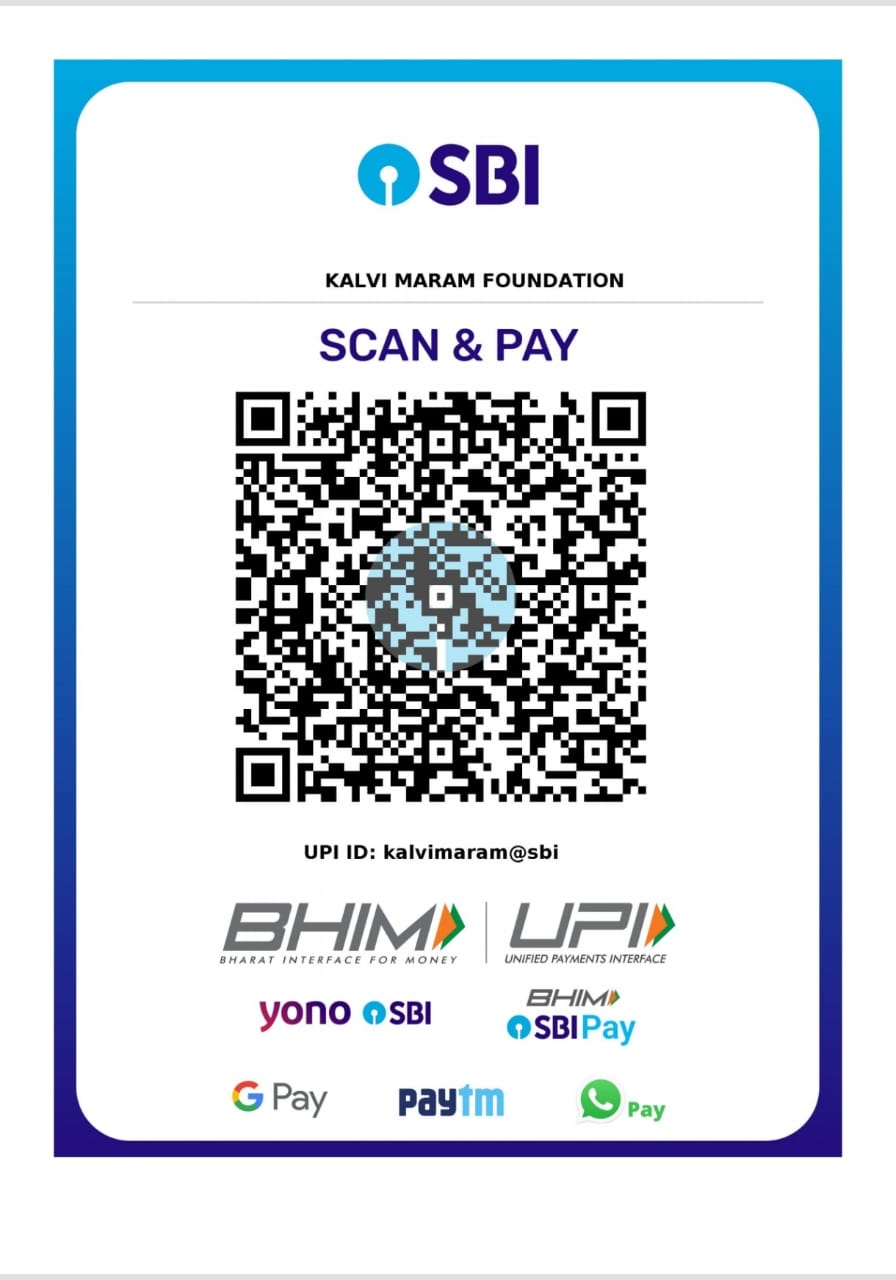 SBI
KALVI MARAM FOUNDATION
SCAN & PAY
UPI ID: kalvimaram@sbi
BHIM UPI
BHARAT INTERFACE FOR MONEY UNIFIED PAYMENTS INTERFACE
yono SBI
BHIM
SBI Pay
G Pay paytm Pay